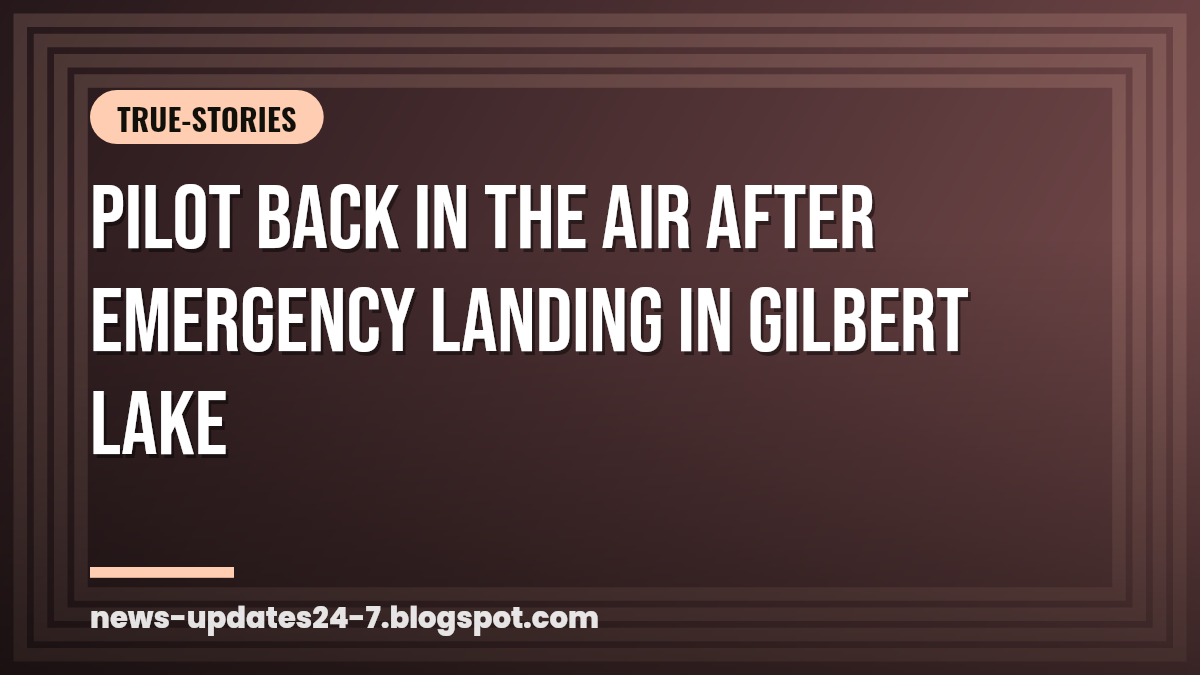 TRUE-STORIES
PILOT BACK IN THE AIR AFTER
EMERGENCY LANDING IN GILBERT
LAKE
news-updates24-7.blogspot.com